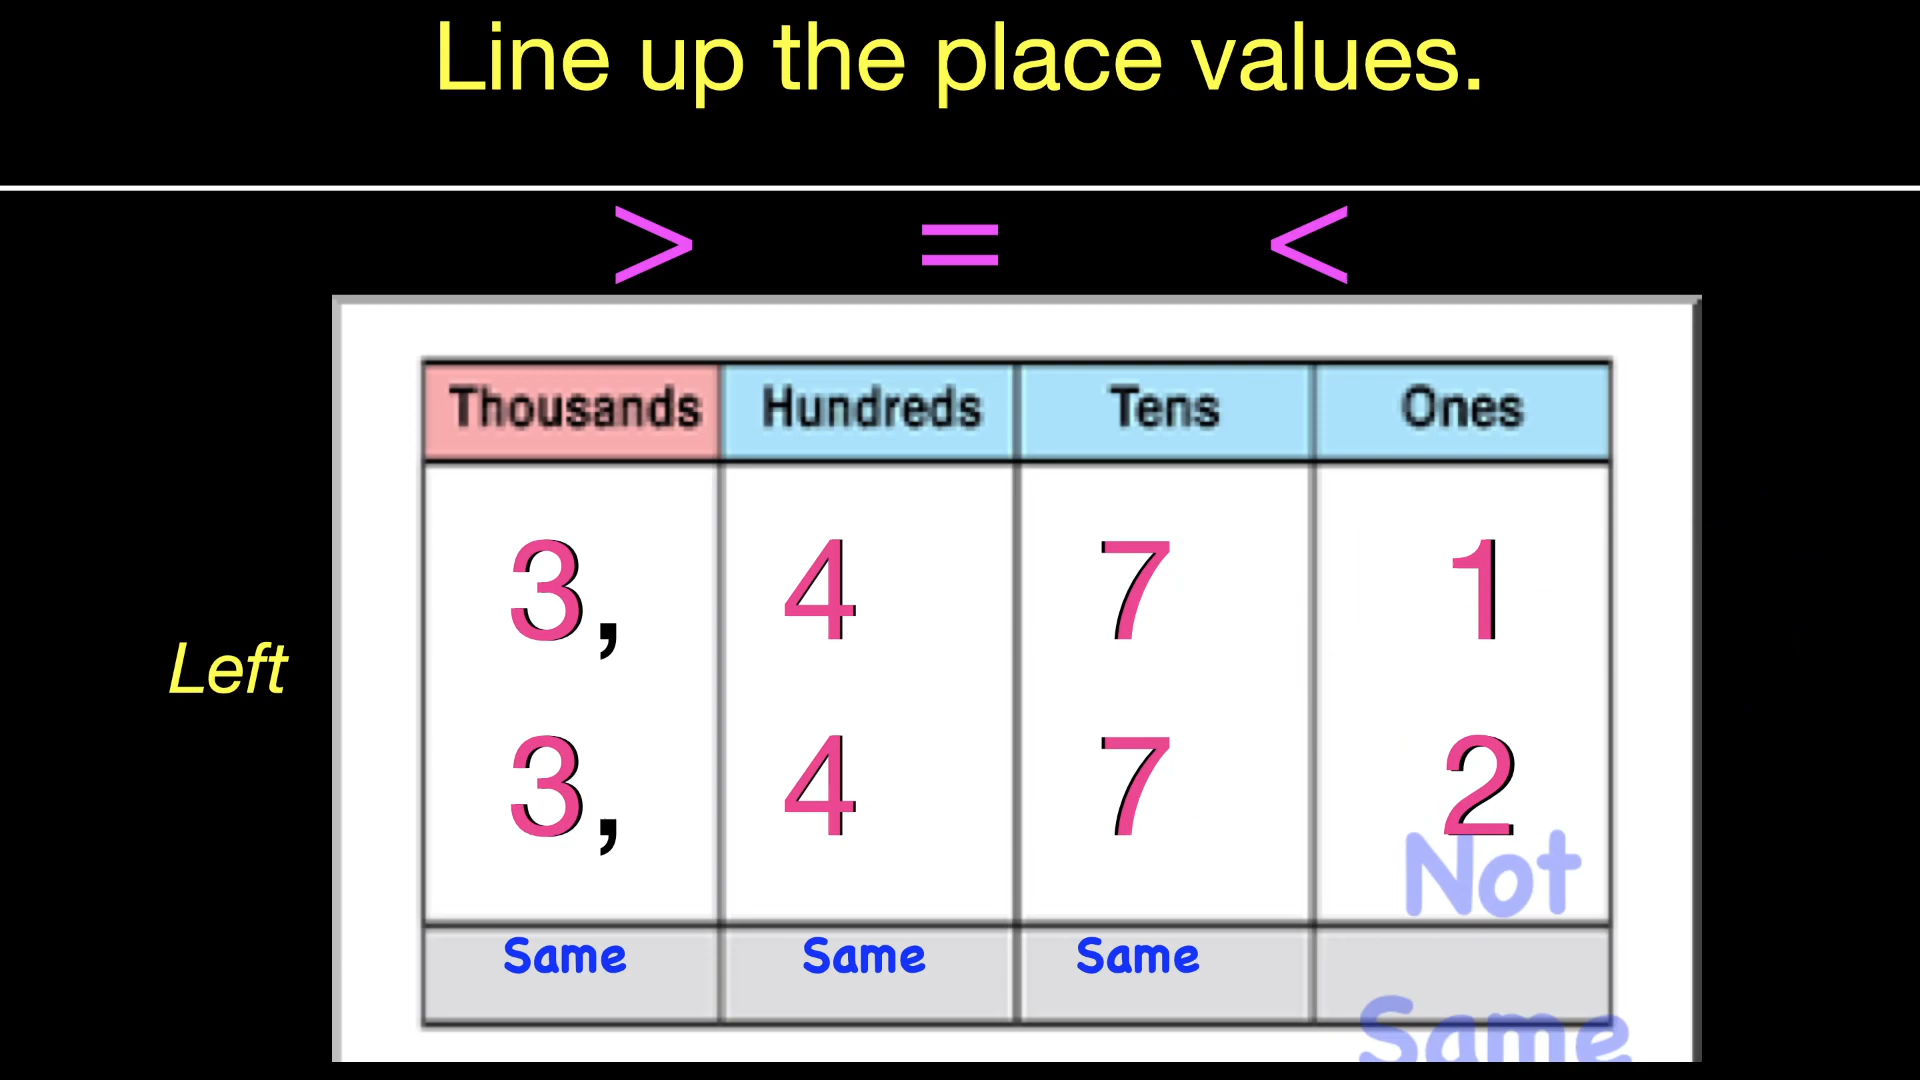 Line up the place values.
> = <
Thousands Hundreds Tens Ones
3, 4 7 1
Left
3, 4 7 2
Not
Same Same Same
Same